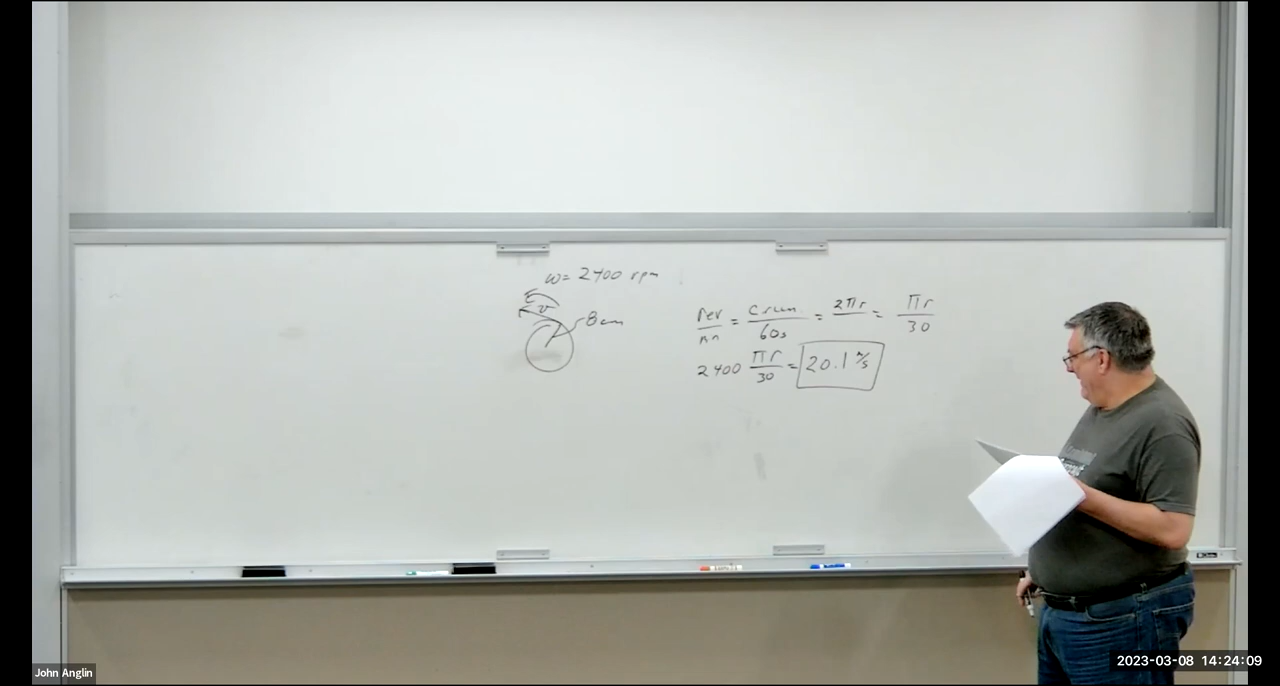 ω = 2400 rpm
v
8cm
rev/min = Circum./60s = 2πr/ = πr/30
2400 πr/30 = 20.1 m/s
John Anglin
2023-03-08 14:24:09